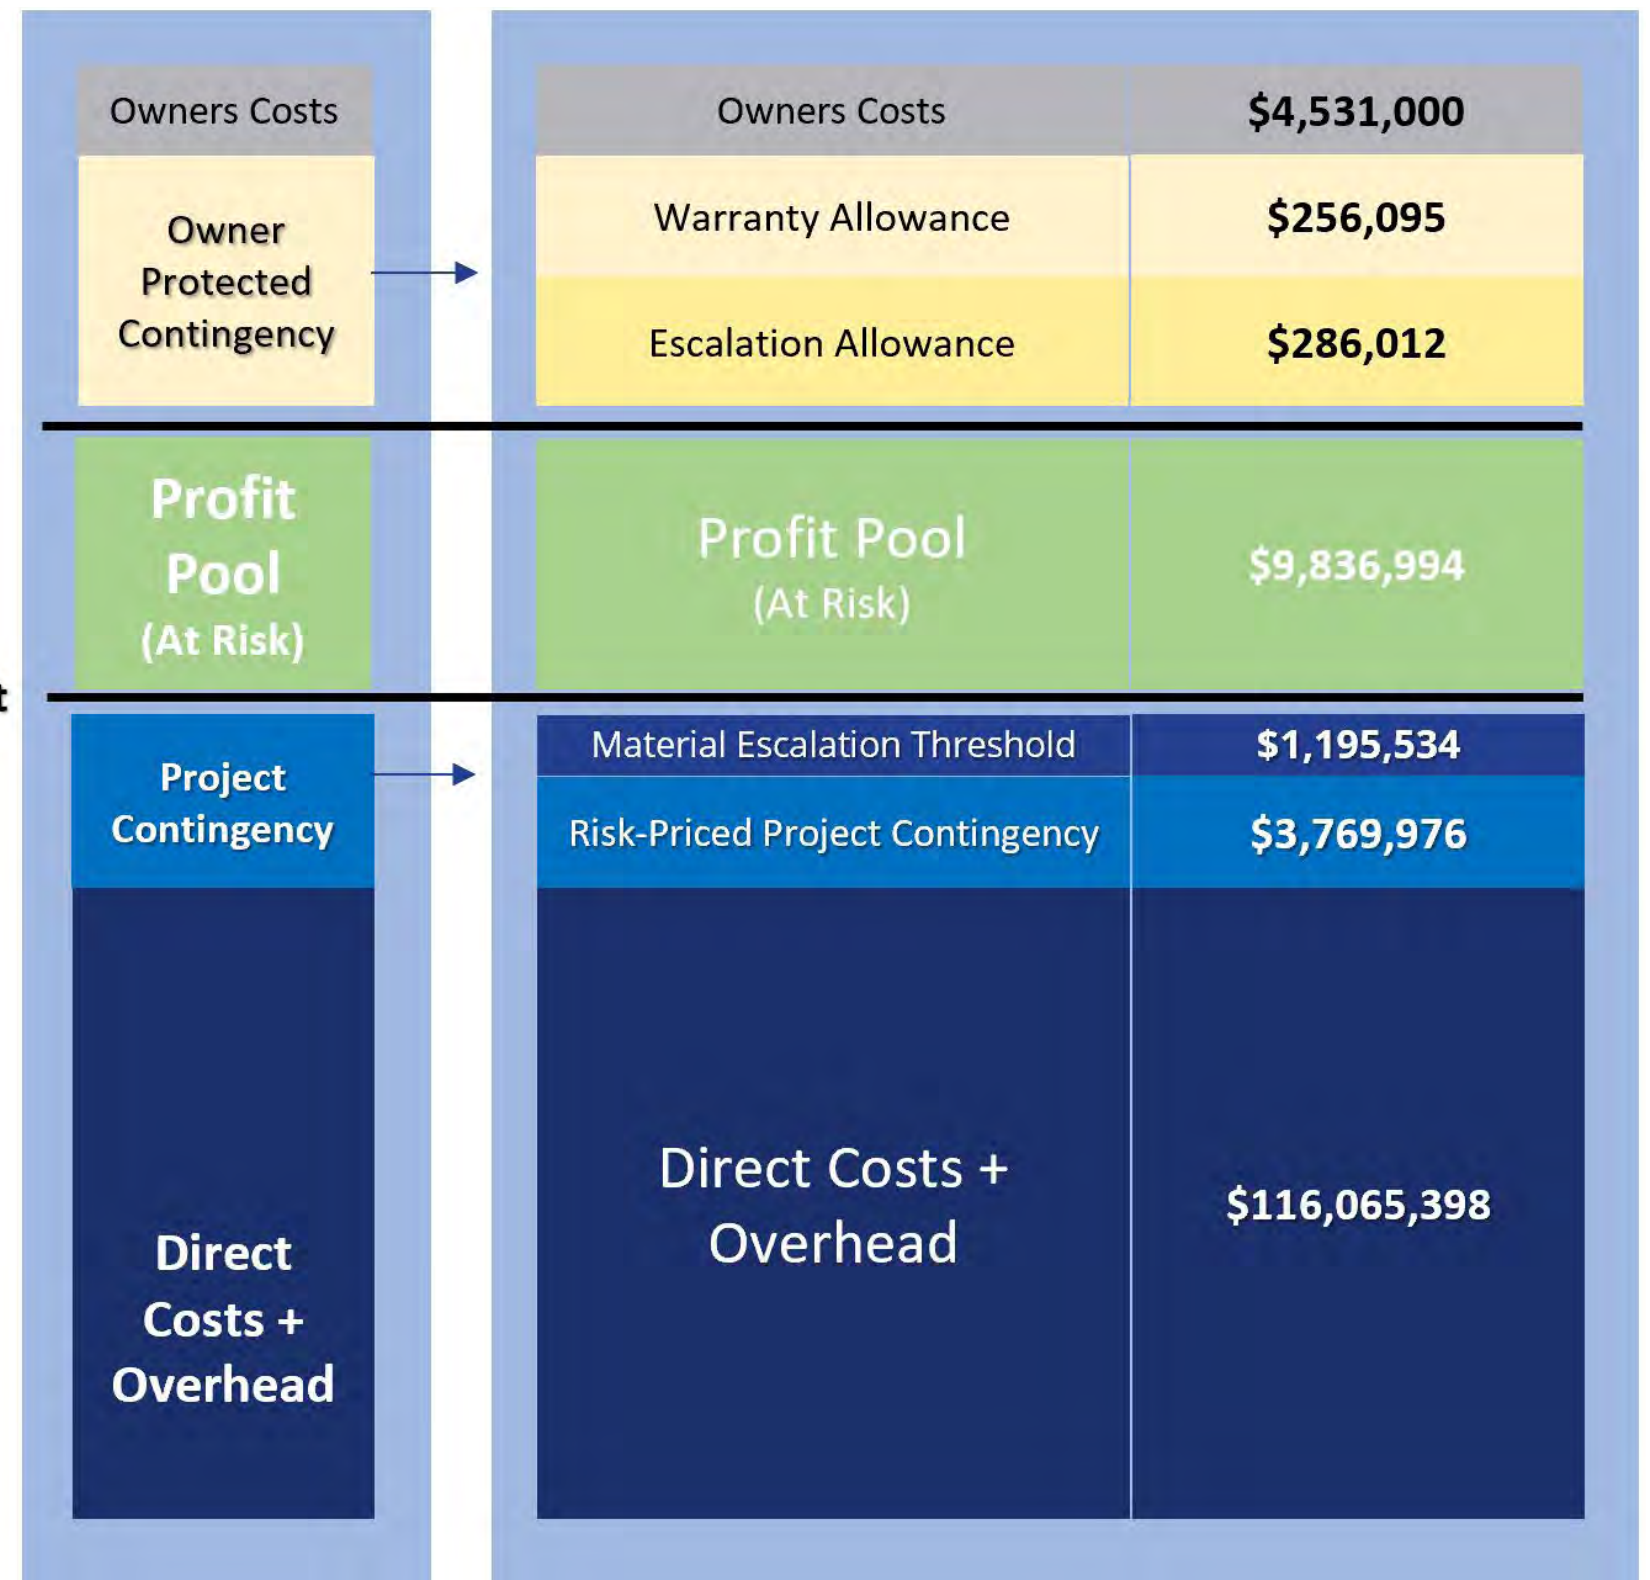 Owners Costs
Owner
Protected
Contingency
Profit
Pool
(At Risk)
t
Project
Contingency
Direct
Costs +
Overhead
Owners Costs $4,531,000
Warranty Allowance $256,095
Escalation Allowance $286,012
Profit Pool
(At Risk)
$9,836,994
Material Escalation Threshold $1,195,534
Risk-Priced Project Contingency $3,769,976
Direct Costs +
Overhead
$116,065,398